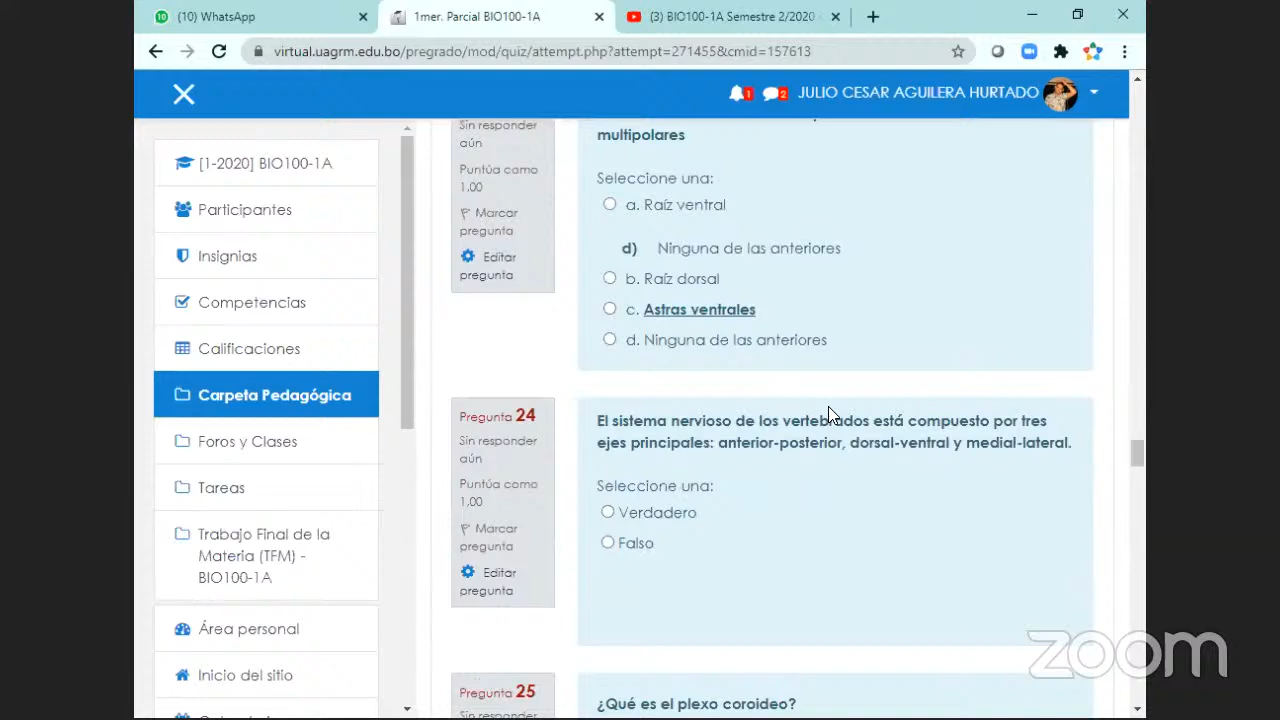 (10) WhatsApp
1mer. Parcial BIO100-1A
(3) BIO100-1A Semestre 2/2020
virtual.uagrm.edu.bo/pregrado/mod/quiz/attempt.php?attempt=271455&cmid=157613
1
2
JULIO CESAR AGUILERA HURTADO
[1-2020] BIO100-1A
Participantes
Insignias
Competencias
Calificaciones
Carpeta Pedagógica
Foros y Clases
Tareas
Trabajo Final de la
Materia (TFM) -
BIO100-1A
Área personal
Inicio del sitio
Sin responder
aún
Puntúa como
1,00
Marcar
pregunta
Editar
pregunta
multipolares
Seleccione una:
a. Raíz ventral
d) Ninguna de las anteriores
b. Raíz dorsal
c. Astras ventrales
d. Ninguna de las anteriores
Pregunta 24
Sin responder
aún
Puntúa como
1,00
Marcar
pregunta
Editar
pregunta
El sistema nervioso de los vertebrados está compuesto por tres
ejes principales: anterior-posterior, dorsal-ventral y medial-lateral.
Seleccione una:
Verdadero
Falso
Pregunta 25
Sin responder
¿Qué es el plexo coroideo?
zoom